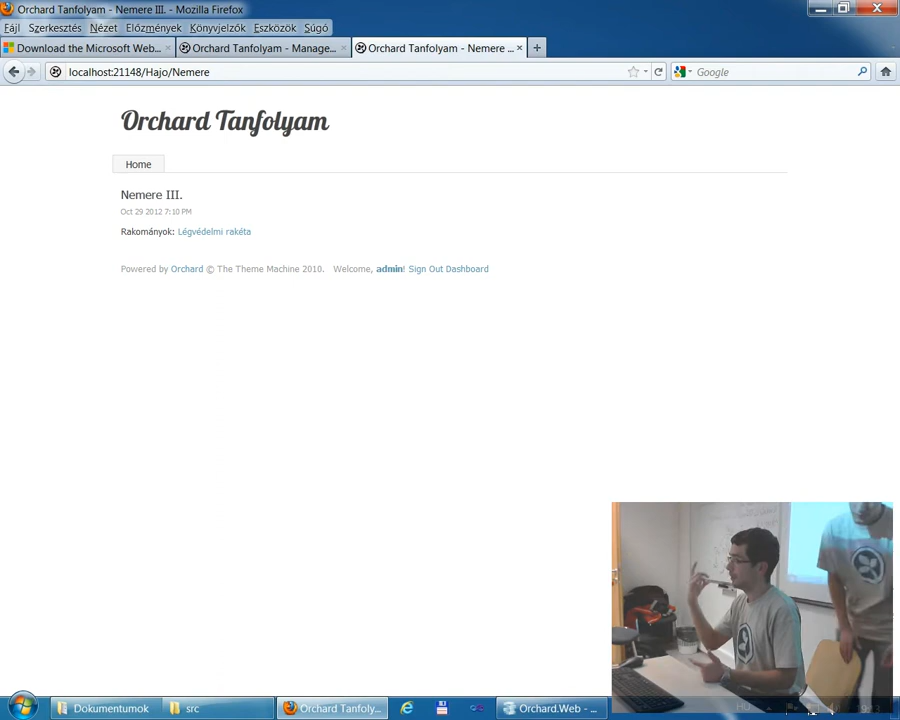 Orchard Tanfolyam - Nemere III. - Mozilla Firefox
Fájl Szerkesztés Nézet Előzmények Könyvjelzők Eszközök Súgó
Download the Microsoft Web... Orchard Tanfolyam - Manage... Orchard Tanfolyam - Nemere ...
localhost:21148/Hajo/Nemere Google
Orchard Tanfolyam
Home
Nemere III.
Oct 29 2012 7:10 PM
Rakományok: Légvédelmi rakéta
Powered by Orchard © The Theme Machine 2010. Welcome, admin! Sign Out Dashboard
Dokumentumok src Orchard Tanfoly... Orchard.Web - ... HU 19:13